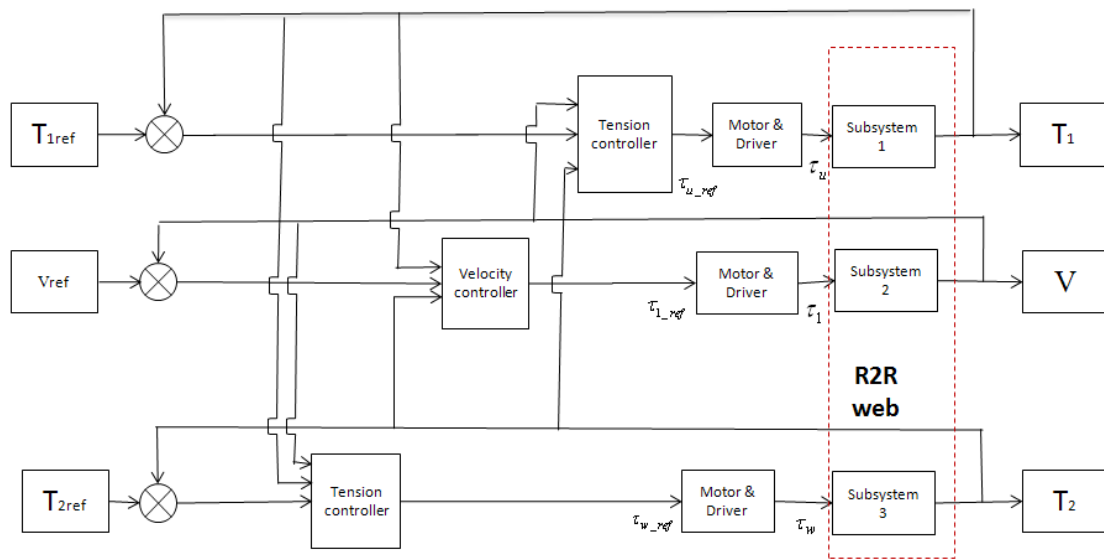 T1ref
Tension
controller
τu_ref
Motor &
Driver
τu
Subsystem
1
T1
Vref
Velocity
controller
τ1_ref
Motor &
Driver
τ1
Subsystem
2
V
R2R
web
T2ref
Tension
controller
τw_ref
Motor &
Driver
τw
Subsystem
3
T2